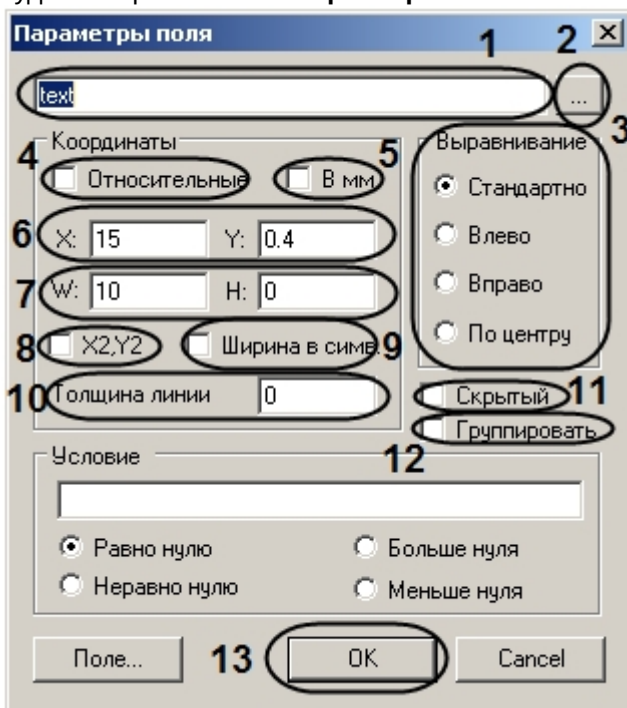 Параметры поля
1 2
text ...
3
Координаты Выравнивание
4 Относительные 5 В мм Стандартно
6 X: 15 Y: 0.4 Влево
7 W: 10 H: 0 Вправо
8 X2,Y2 Ширина в симв. 9 По центру
10 Толщина линии 0 Скрытый 11
Группировать
Условие 12
Равно нулю Больше нуля
Неравно нулю Меньше нуля
Поле... 13 OK Cancel